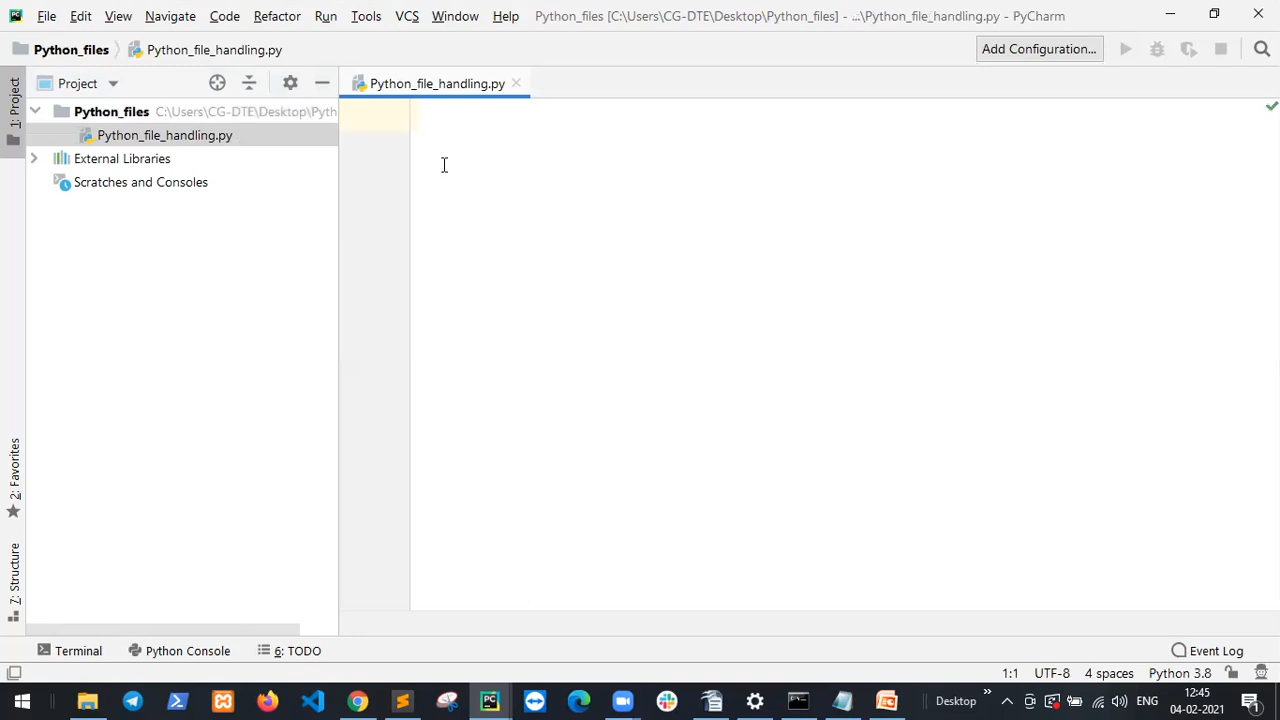 File Edit View Navigate Code Refactor Run Tools VCS Window Help Python_files [C:\Users\CG-DTE\Desktop\Python_files] - ...\Python_file_handling.py - PyCharm
Python_files Python_file_handling.py Add Configuration...
1: Project Project Python_file_handling.py
Python_files C:\Users\CG-DTE\Desktop\Pyth
Python_file_handling.py
External Libraries
Scratches and Consoles
2: Favorites
7: Structure
Terminal Python Console 6: TODO Event Log
1:1 UTF-8 4 spaces Python 3.8
Desktop ENG 12:45
04-02-2021 1